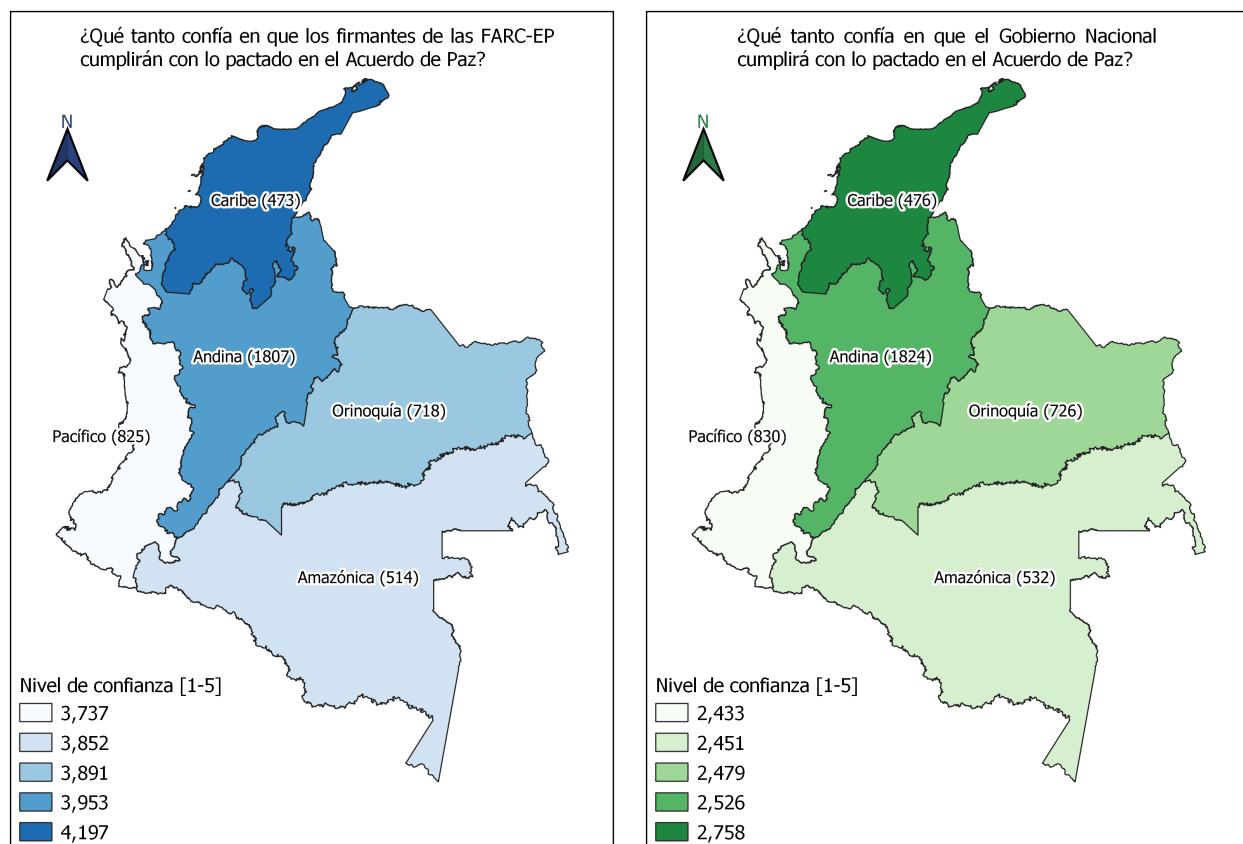 ¿Qué tanto confía en que los firmantes de las FARC-EP
cumplirán con lo pactado en el Acuerdo de Paz?
N
Caribe (473)
Andina (1807)
Orinoquía (718)
Pacífico (825)
Amazónica (514)
Nivel de confianza [1-5]
3,737
3,852
3,891
3,953
4,197
¿Qué tanto confía en que el Gobierno Nacional
cumplirá con lo pactado en el Acuerdo de Paz?
N
Caribe (476)
Andina (1824)
Orinoquía (726)
Pacífico (830)
Amazónica (532)
Nivel de confianza [1-5]
2,433
2,451
2,479
2,526
2,758